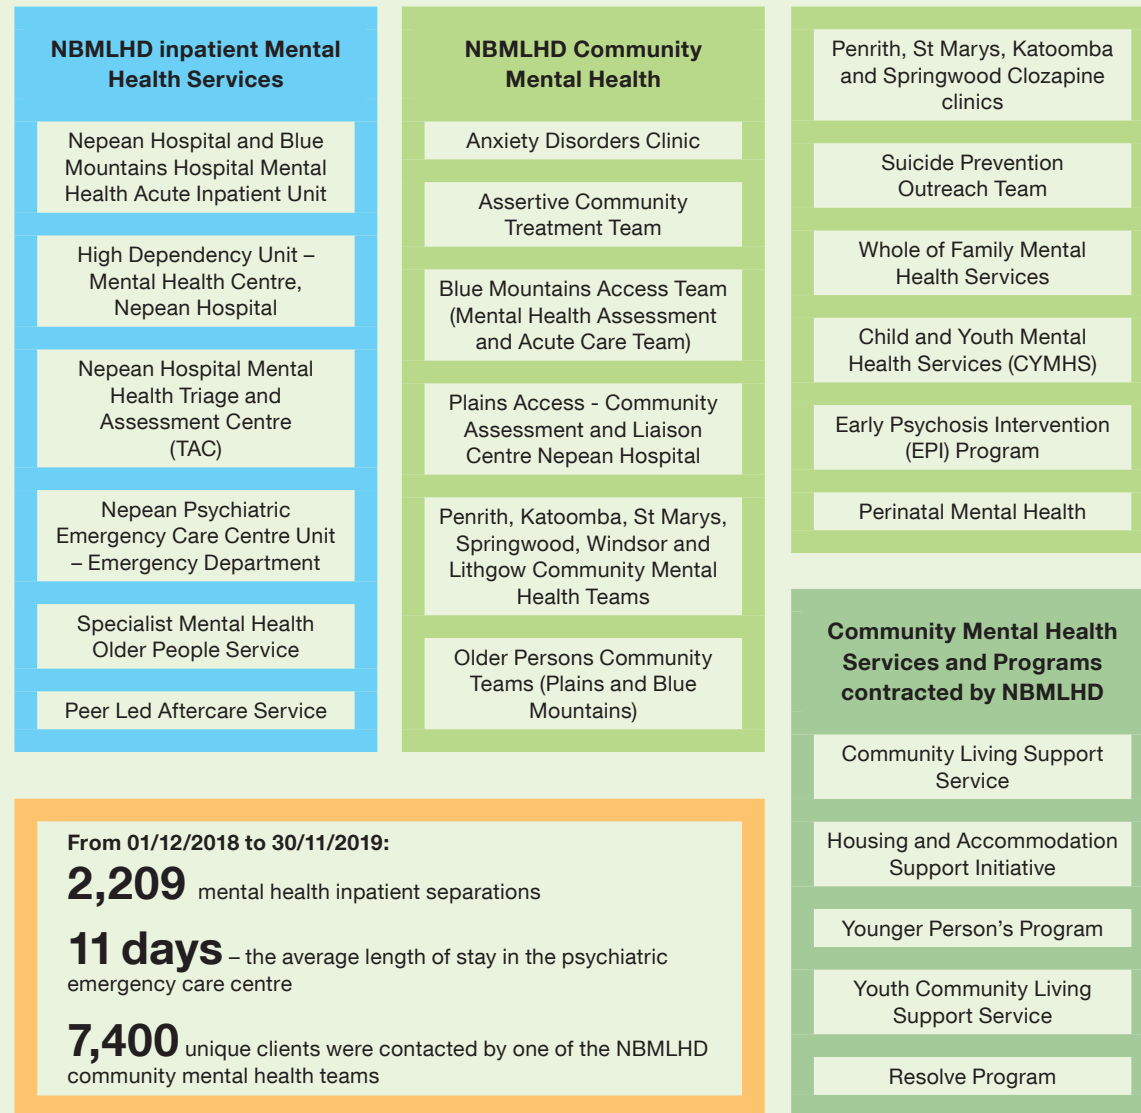 NBMLHD inpatient Mental
Health Services
Nepean Hospital and Blue
Mountains Hospital Mental
Health Acute Inpatient Unit
High Dependency Unit –
Mental Health Centre,
Nepean Hospital
Nepean Hospital Mental
Health Triage and
Assessment Centre
(TAC)
Nepean Psychiatric
Emergency Care Centre Unit
– Emergency Department
Specialist Mental Health
Older People Service
Peer Led Aftercare Service
NBMLHD Community
Mental Health
Anxiety Disorders Clinic
Assertive Community
Treatment Team
Blue Mountains Access Team
(Mental Health Assessment
and Acute Care Team)
Plains Access - Community
Assessment and Liaison
Centre Nepean Hospital
Penrith, Katoomba, St Marys,
Springwood, Windsor and
Lithgow Community Mental
Health Teams
Older Persons Community
Teams (Plains and Blue
Mountains)
Penrith, St Marys, Katoomba
and Springwood Clozapine
clinics
Suicide Prevention
Outreach Team
Whole of Family Mental
Health Services
Child and Youth Mental
Health Services (CYMHS)
Early Psychosis Intervention
(EPI) Program
Perinatal Mental Health
Community Mental Health
Services and Programs
contracted by NBMLHD
Community Living Support
Service
Housing and Accommodation
Support Initiative
Younger Person's Program
Youth Community Living
Support Service
Resolve Program
From 01/12/2018 to 30/11/2019:
2,209 mental health inpatient separations
11 days – the average length of stay in the psychiatric
emergency care centre
7,400 unique clients were contacted by one of the NBMLHD
community mental health teams